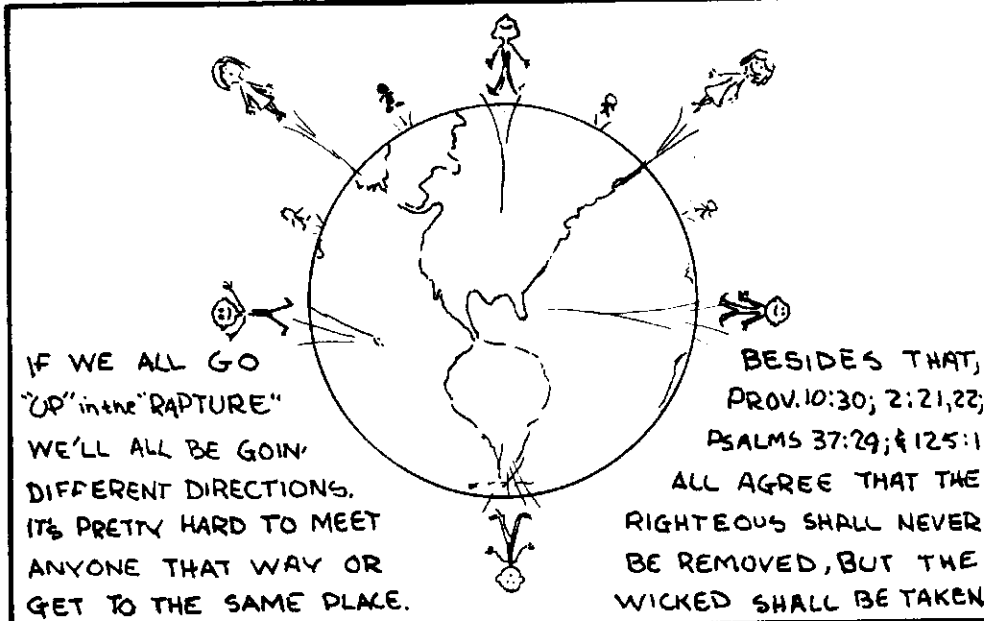 IF WE ALL GO
"UP" in the "RAPTURE"
WE'LL ALL BE GOIN'
DIFFERENT DIRECTIONS.
IT'S PRETTY HARD TO MEET
ANYONE THAT WAY OR
GET TO THE SAME PLACE.
BESIDES THAT,
PROV. 10:30; 2:21,22;
PSALMS 37:29; & 125:1
ALL AGREE THAT THE
RIGHTEOUS SHALL NEVER
BE REMOVED, BUT THE
WICKED SHALL BE TAKEN